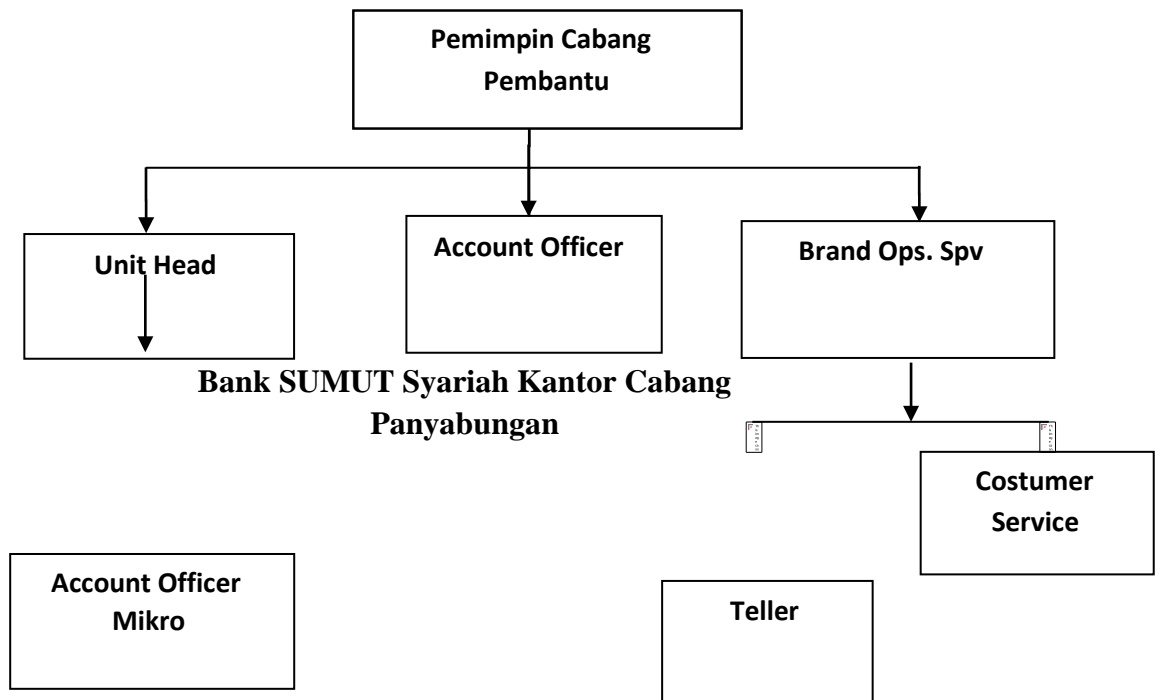 Pemimpin Cabang
Pembantu
Unit Head
Account Officer
Brand Ops. Spv
Bank SUMUT Syariah Kantor Cabang
Panyabungan
Costumer
Service
Account Officer
Mikro
Teller